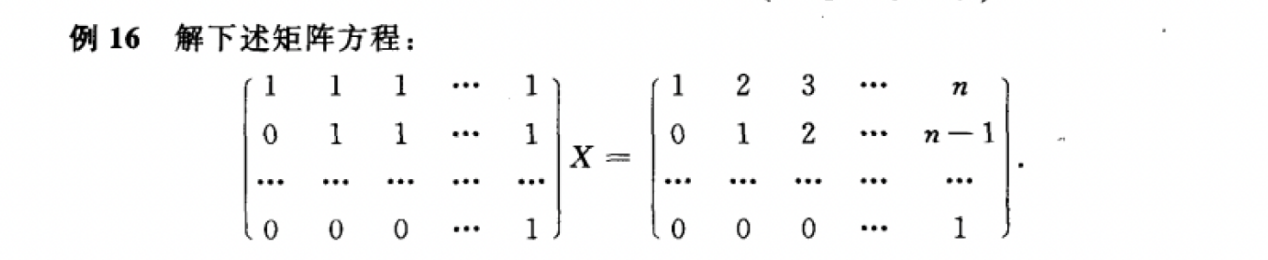 例 16 解下述矩阵方程:
1 1 1 ⋯ 1 1 2 3 ⋯ n
0 1 1 ⋯ 1 0 1 2 ⋯ n-1
⋯ ⋯ ⋯ ⋯ ⋯ X = ⋯ ⋯ ⋯ ⋯ ⋯ .
0 0 0 ⋯ 1 0 0 0 ⋯ 1